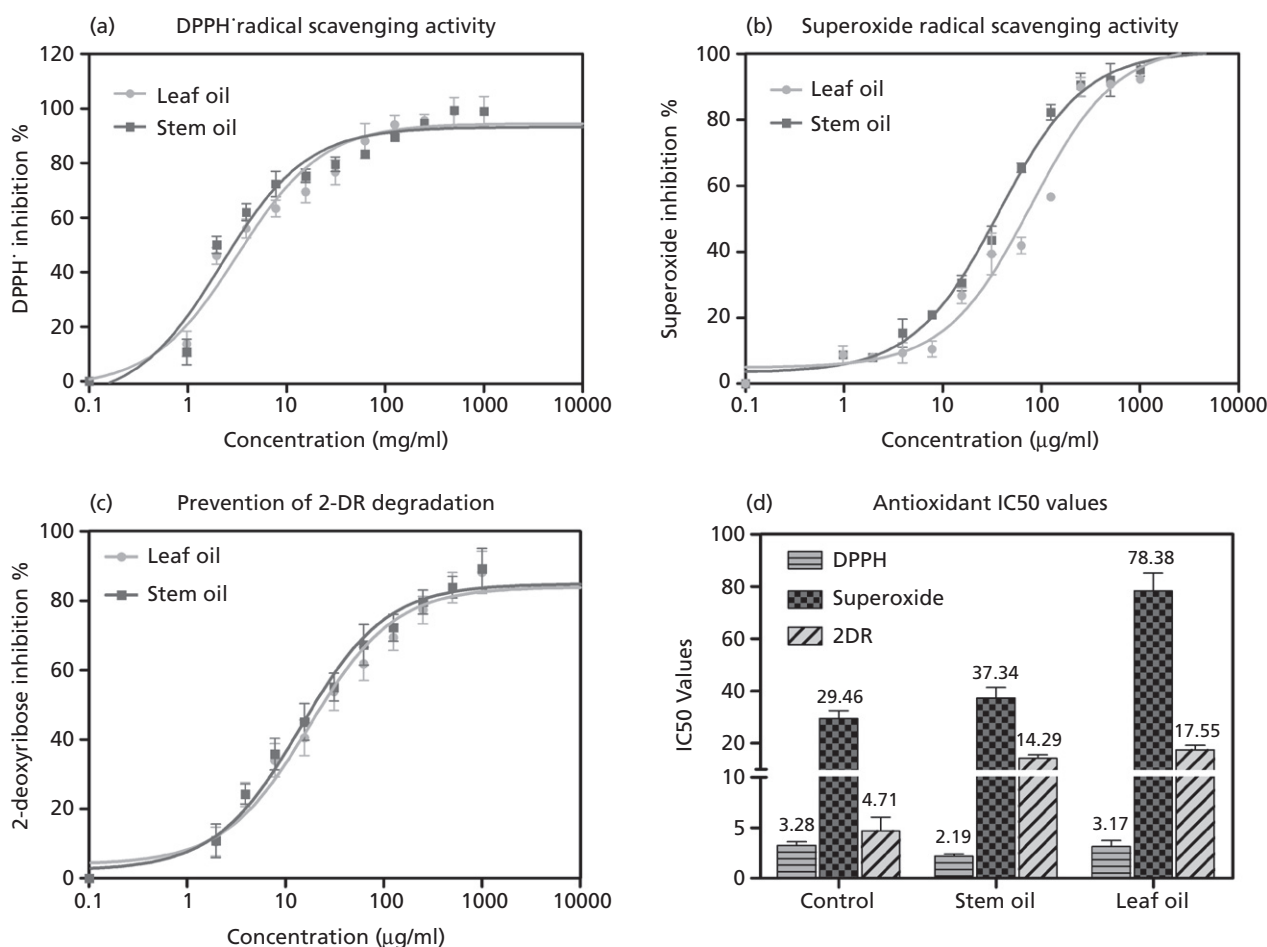 (a) DPPH˙radical scavenging activity
120
100
80
60
40
20
0
DPPH˙ inhibition %
Leaf oil
Stem oil
0.1 1 10 100 1000 10000
Concentration (mg/ml)
(b) Superoxide radical scavenging activity
100
80
60
40
20
0
Superoxide inhibition %
Leaf oil
Stem oil
0.1 1 10 100 1000 10000
Concentration (μg/ml)
(c) Prevention of 2-DR degradation
100
80
60
40
20
0
2-deoxyribose inhibition %
Leaf oil
Stem oil
0.1 1 10 100 1000 10000
Concentration (μg/ml)
(d) Antioxidant IC50 values
100
80
60
40
20
10
5
0
IC50 Values
DPPH
Superoxide
2DR
3.28 29.46 4.71
2.19 37.34 14.29
3.17 78.38 17.55
Control Stem oil Leaf oil